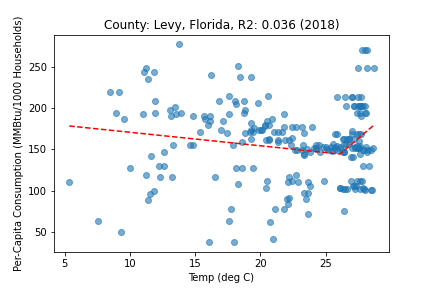 County: Levy, Florida, R2: 0.036 (2018)
Per-Capita Consumption (MMBtu/1000 Households)
250
200
150
100
50
5 10 15 20 25
Temp (deg C)